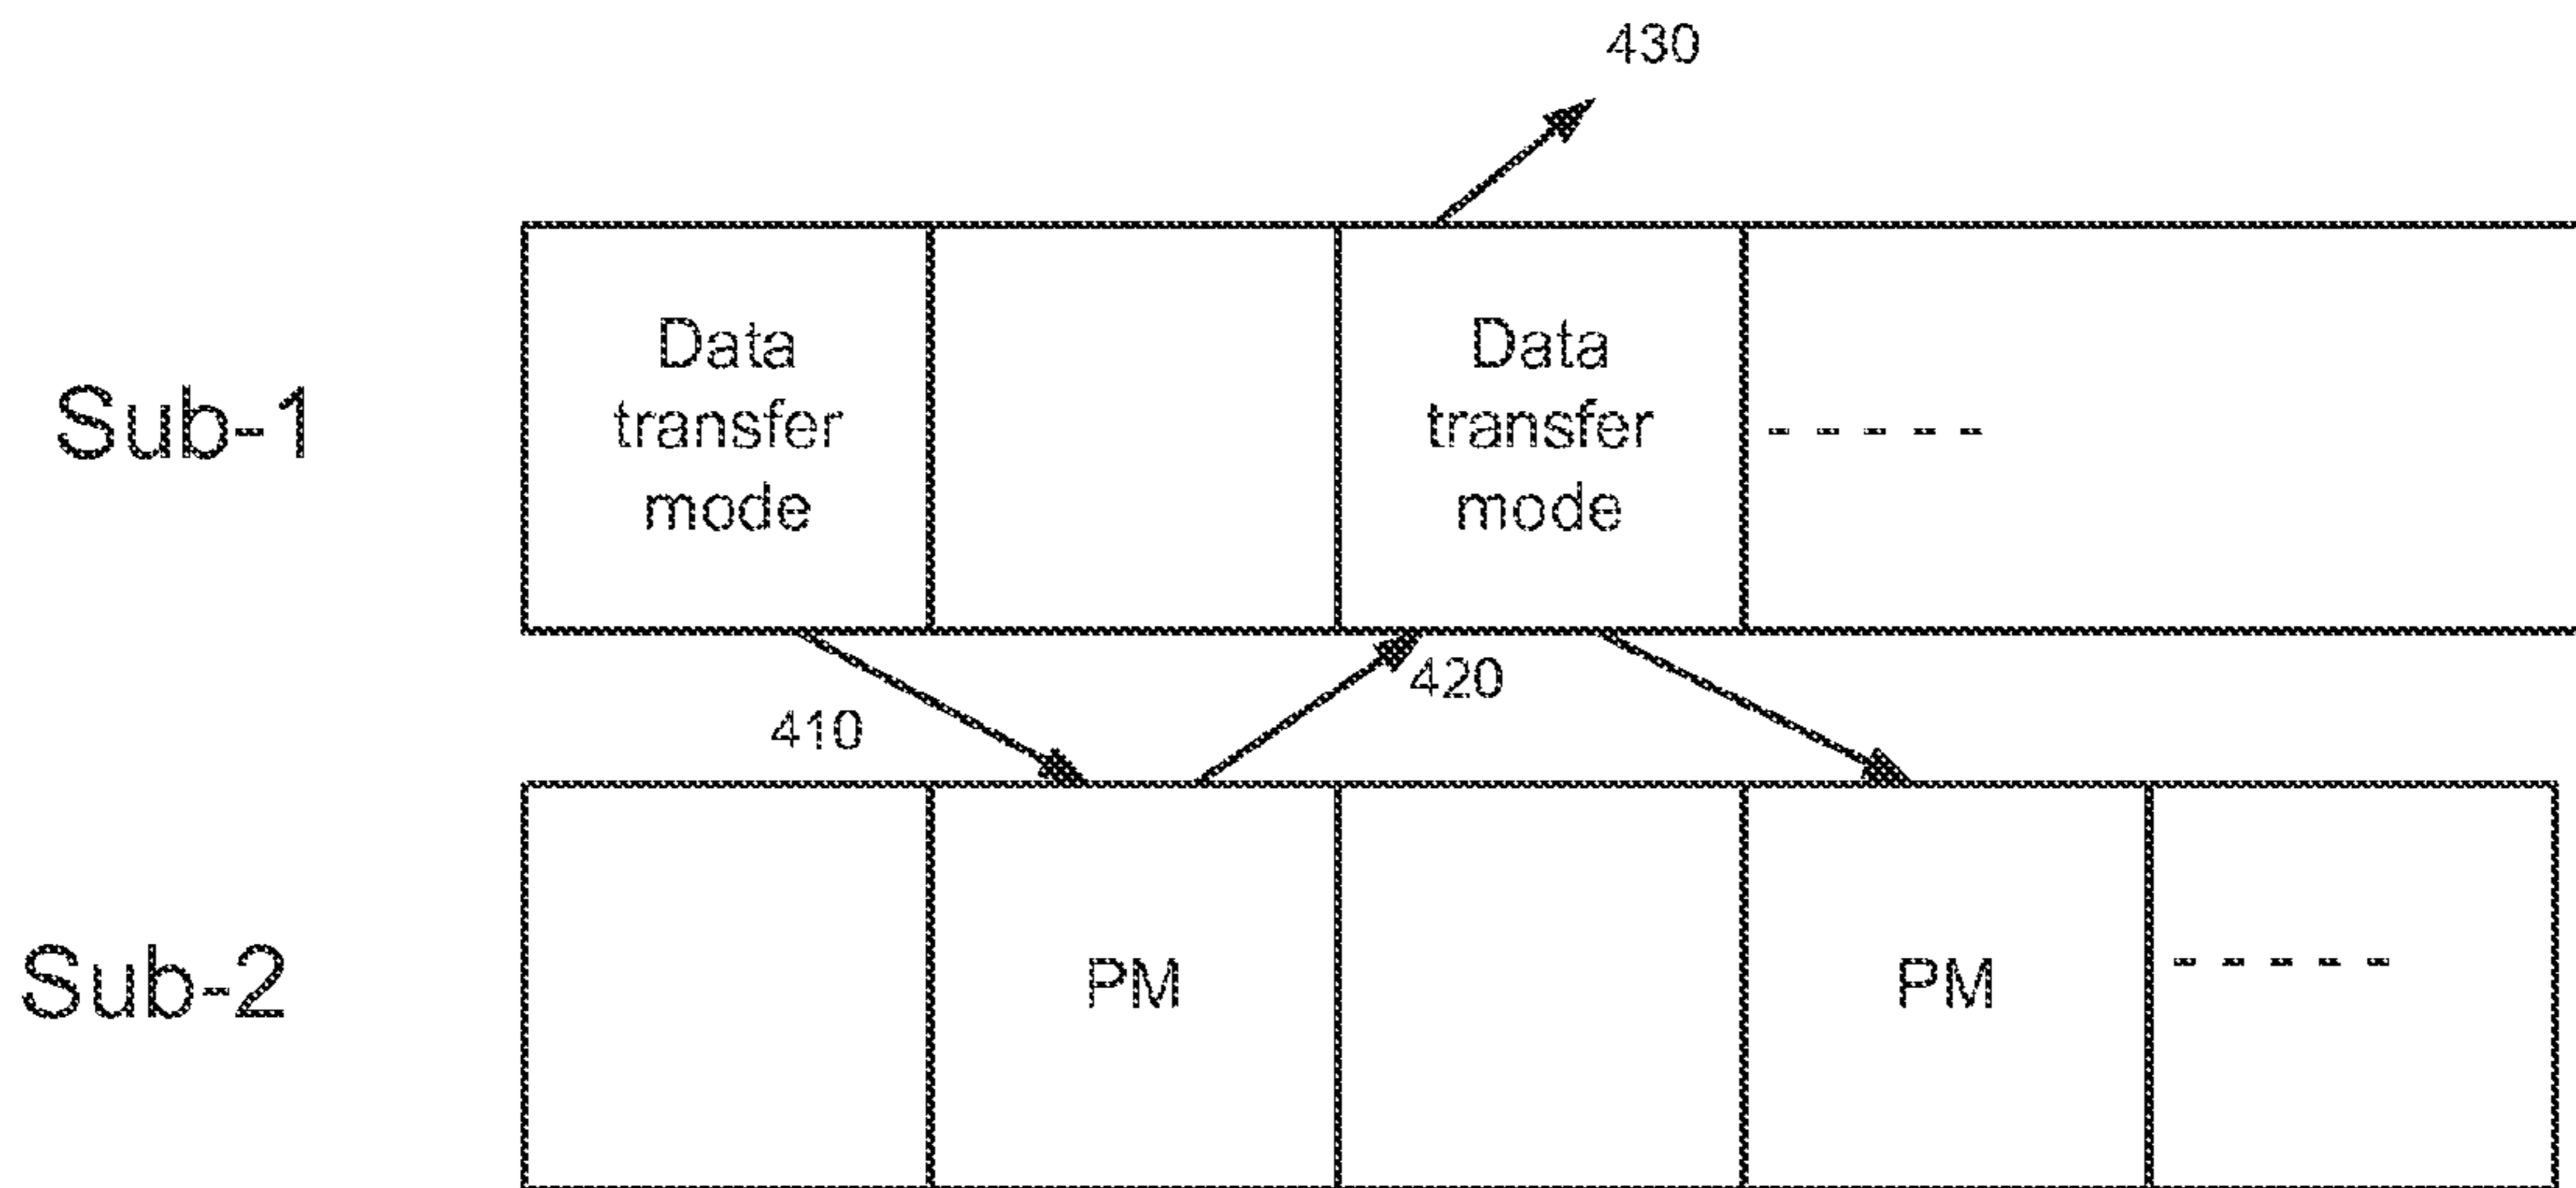 430
Sub-1
Data
transfer
mode
Data
transfer
mode
- - - - -
410
420
Sub-2
PM
PM
- - - - -